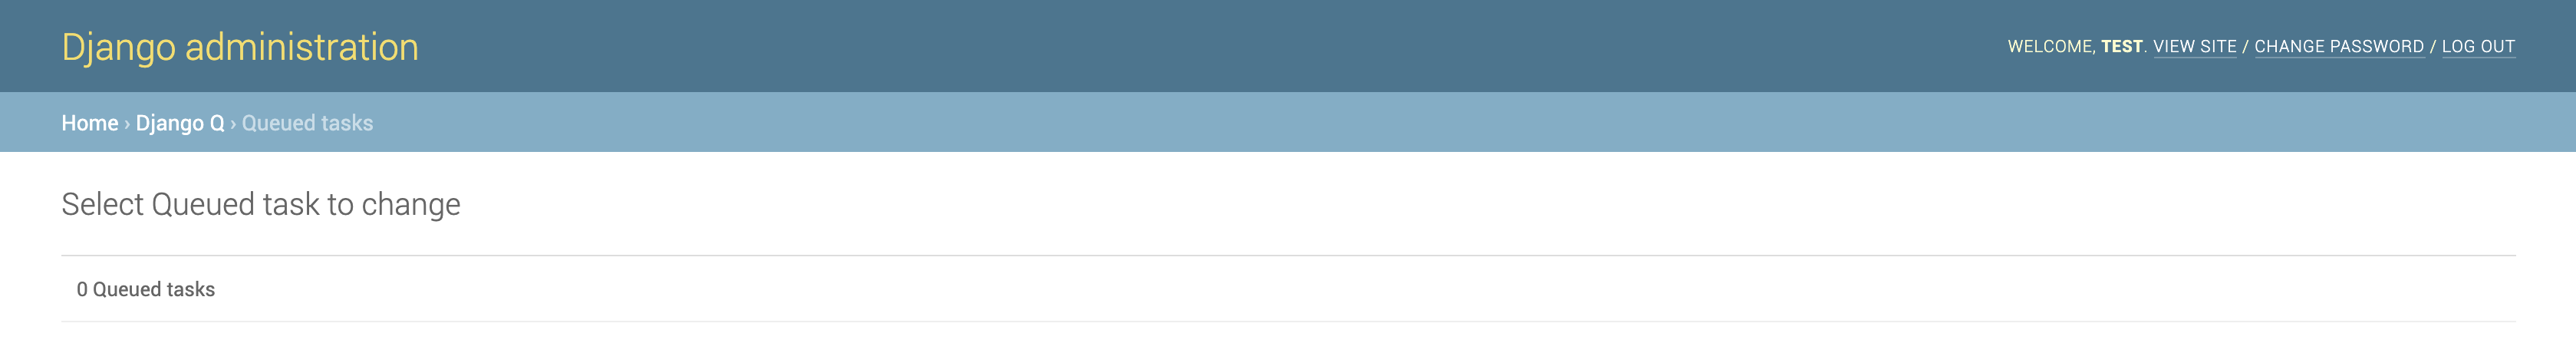 Django administration
WELCOME, TEST. VIEW SITE / CHANGE PASSWORD / LOG OUT
Home › Django Q › Queued tasks
Select Queued task to change
0 Queued tasks